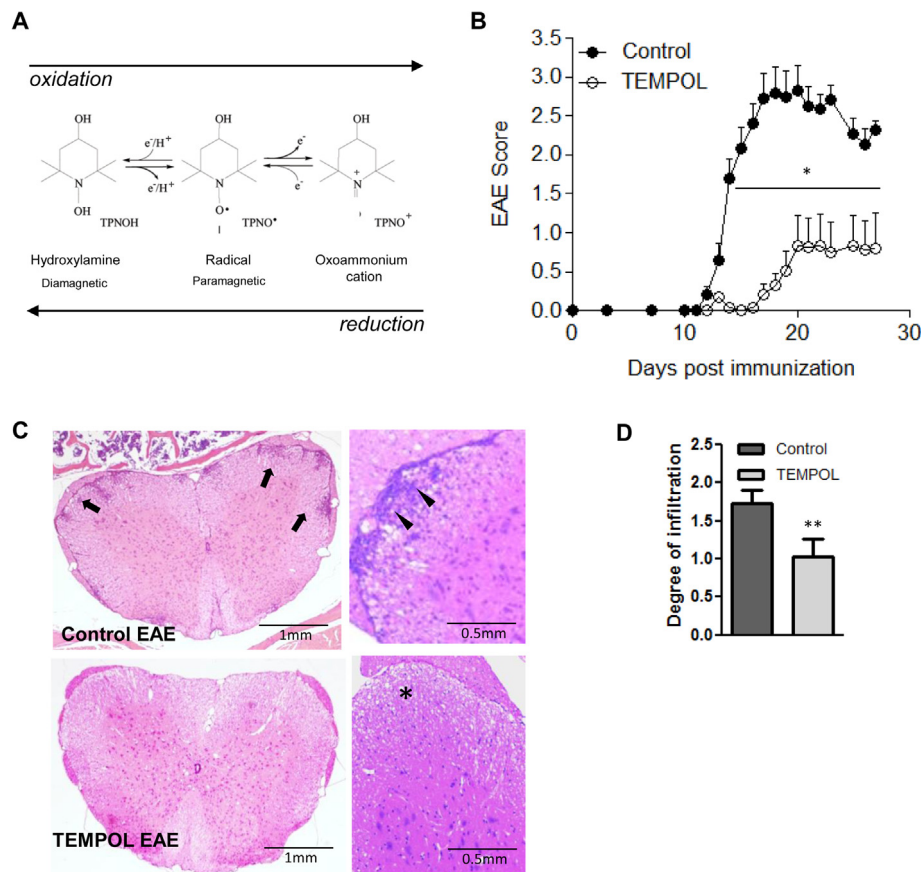 A
oxidation
OH
OH
OH
e⁻/H⁺
e⁻
e⁻/H⁺
e⁻
N
N
N
+
OH
O•
TPNOH
TPNO•
TPNO⁺
Hydroxylamine
Radical
Oxoammonium
cation
Diamagnetic
Paramagnetic
reduction
B
Control
TEMPOL
EAE Score
3.5
3.0
2.5
2.0
1.5
1.0
0.5
0.0
*
0
10
20
30
Days post immunization
C
Control EAE
1mm
0.5mm
*
TEMPOL EAE
1mm
0.5mm
D
Control
TEMPOL
Degree of infiltration
2.5
2.0
1.5
1.0
0.5
0.0
**